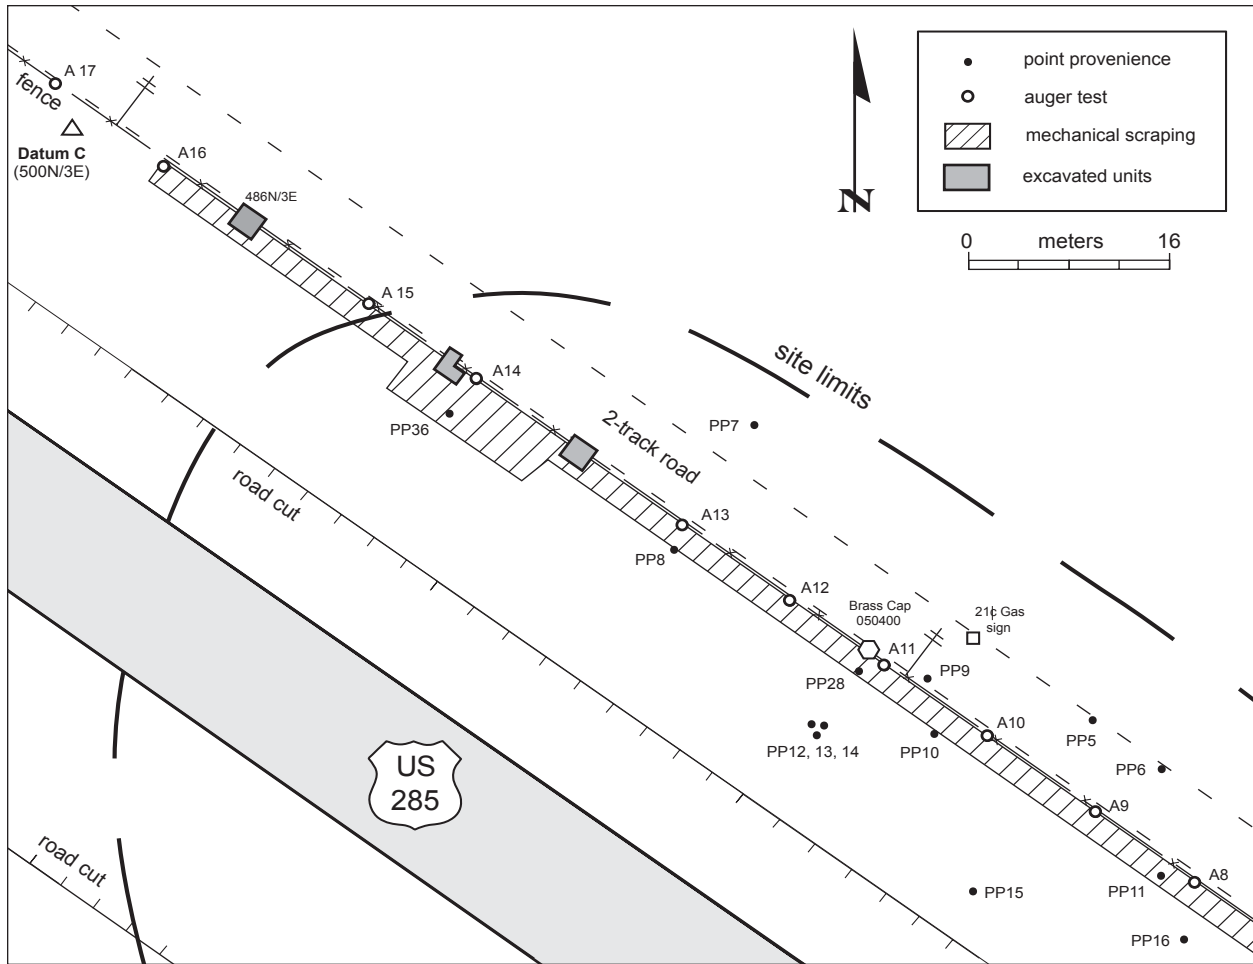 A 17
fence
Datum C
(500N/3E)
A16
486N/3E
A 15
A14
PP36
N
point provenience
auger test
mechanical scraping
excavated units
0 meters 16
site limits
2-track road
PP7
road cut
A13
PP8
A12
Brass Cap
050400
21¢ Gas
sign
A11
PP28
PP9
A10
PP10
PP12, 13, 14
PP5
PP6
US
285
A9
A8
PP11
PP15
PP16
road cut